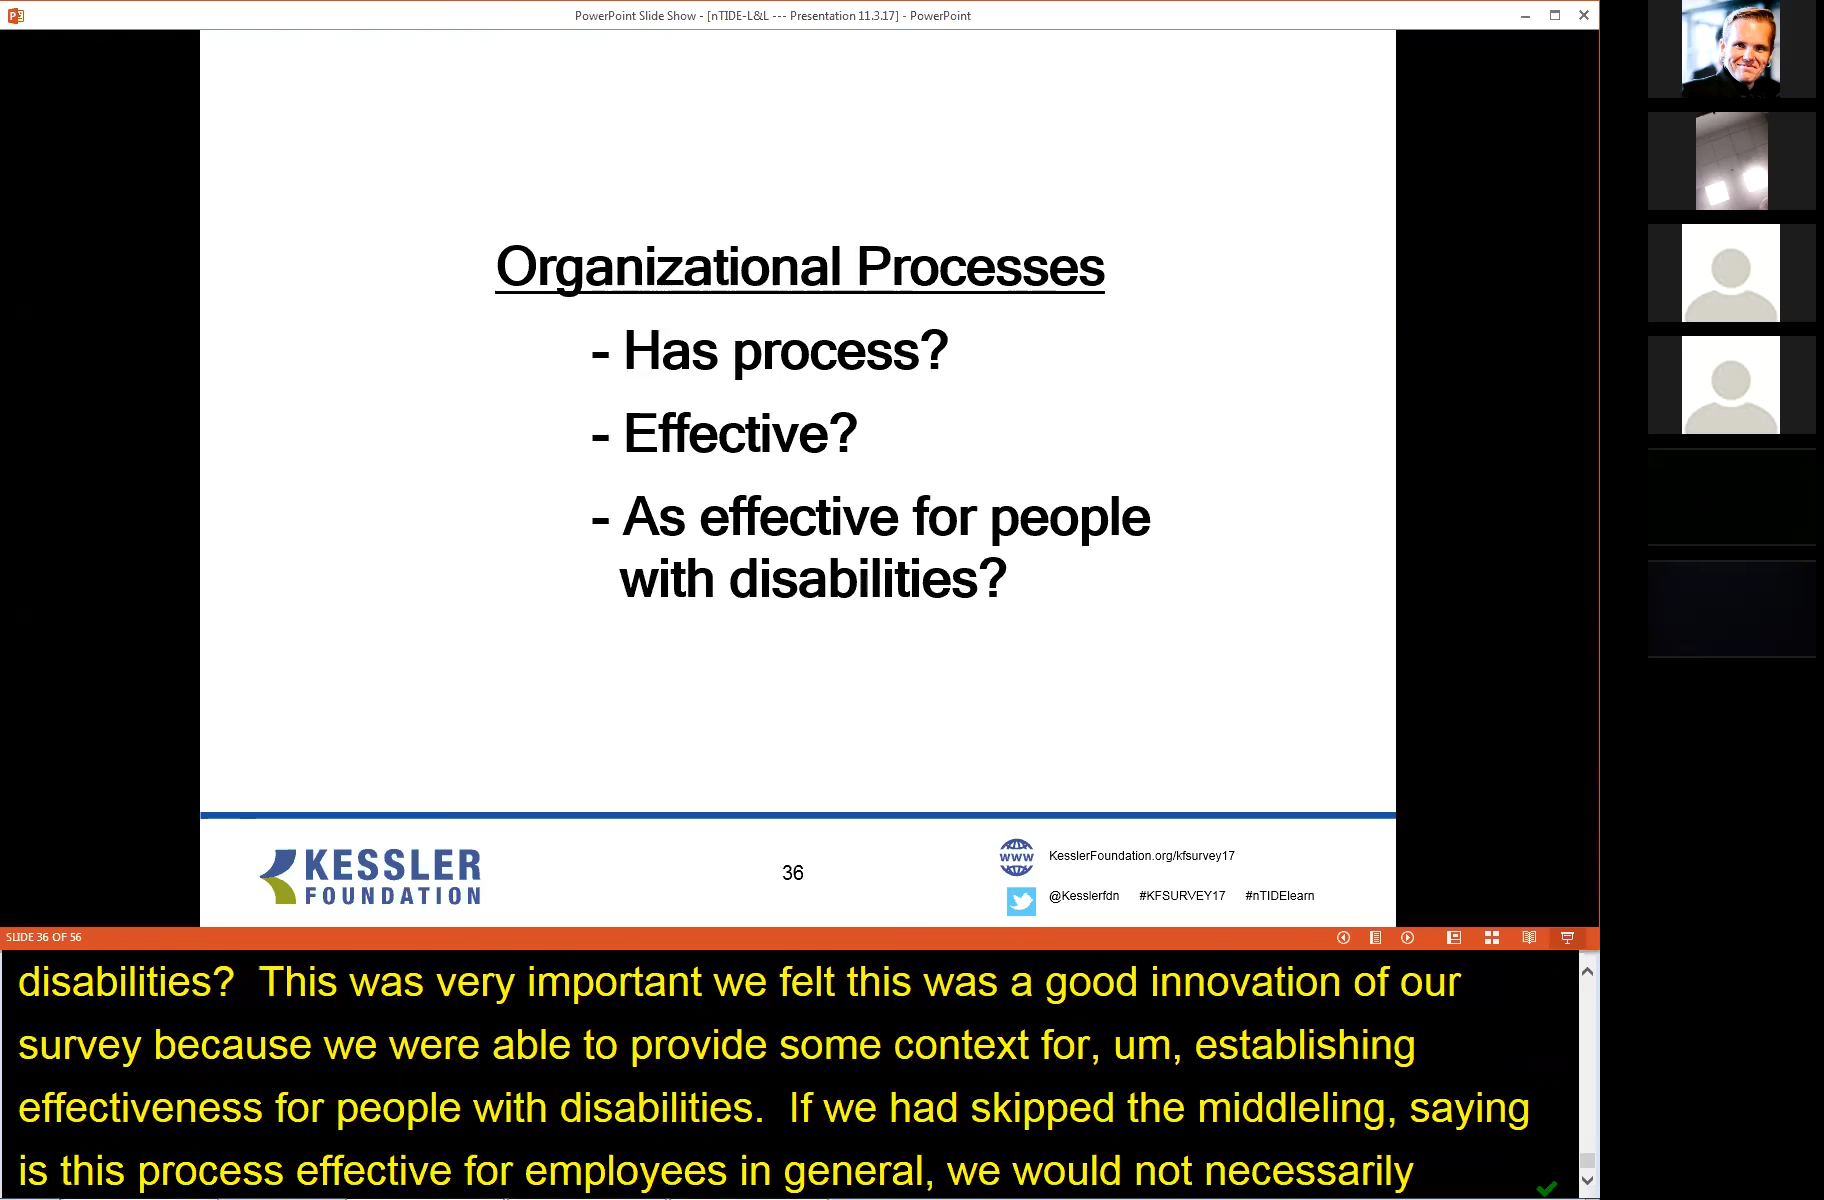 PowerPoint Slide Show - [nTIDE-L&L --- Presentation 11.3.17] - PowerPoint
Organizational Processes
- Has process?
- Effective?
- As effective for people
with disabilities?
KESSLER
FOUNDATION
36
WWW
KesslerFoundation.org/kfsurvey17
@Kesslerfdn #KFSURVEY17 #nTIDElearn
SLIDE 36 OF 56
disabilities?  This was very important we felt this was a good innovation of our
survey because we were able to provide some context for, um, establishing
effectiveness for people with disabilities.  If we had skipped the middleling, saying
is this process effective for employees in general, we would not necessarily